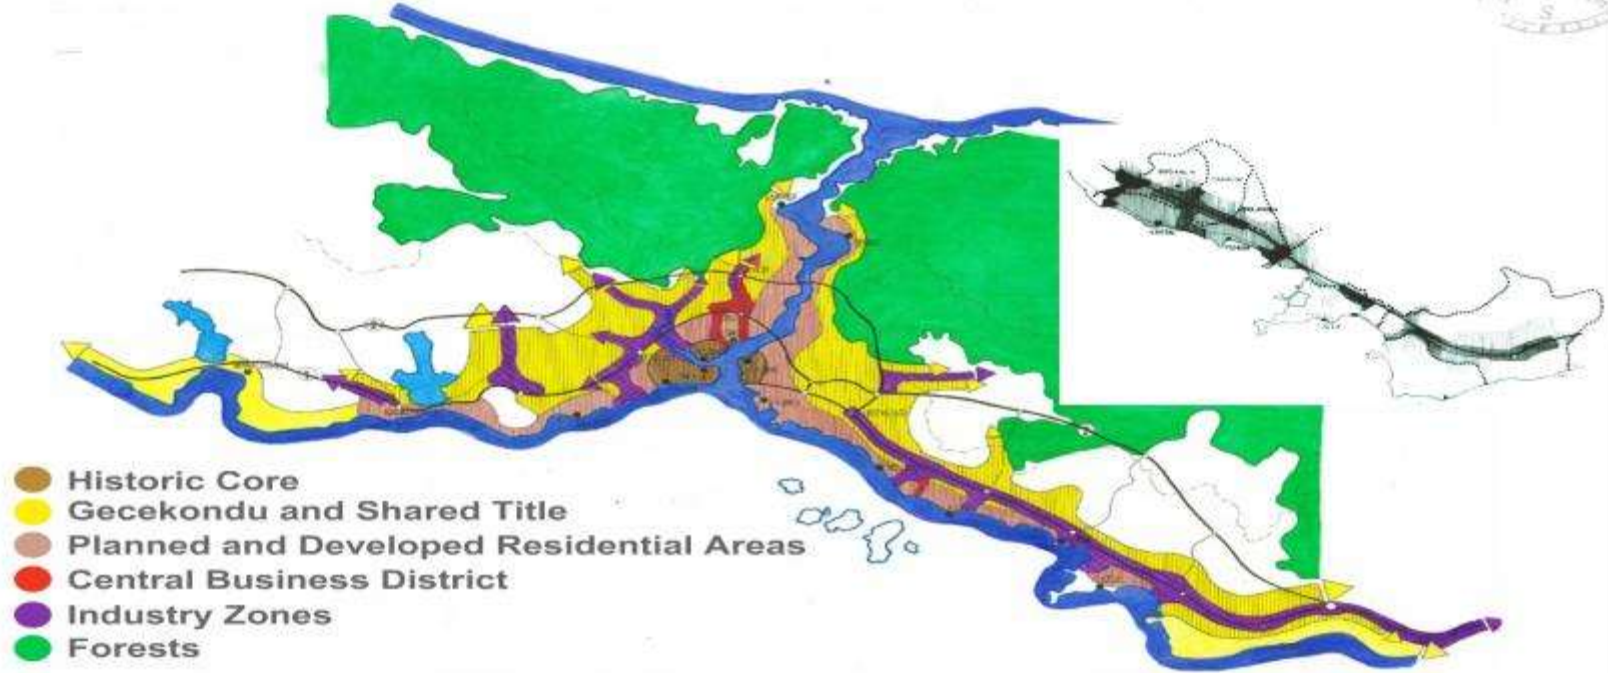 S
Historic Core
Gecekondu and Shared Title
Planned and Developed Residential Areas
Central Business District
Industry Zones
Forests